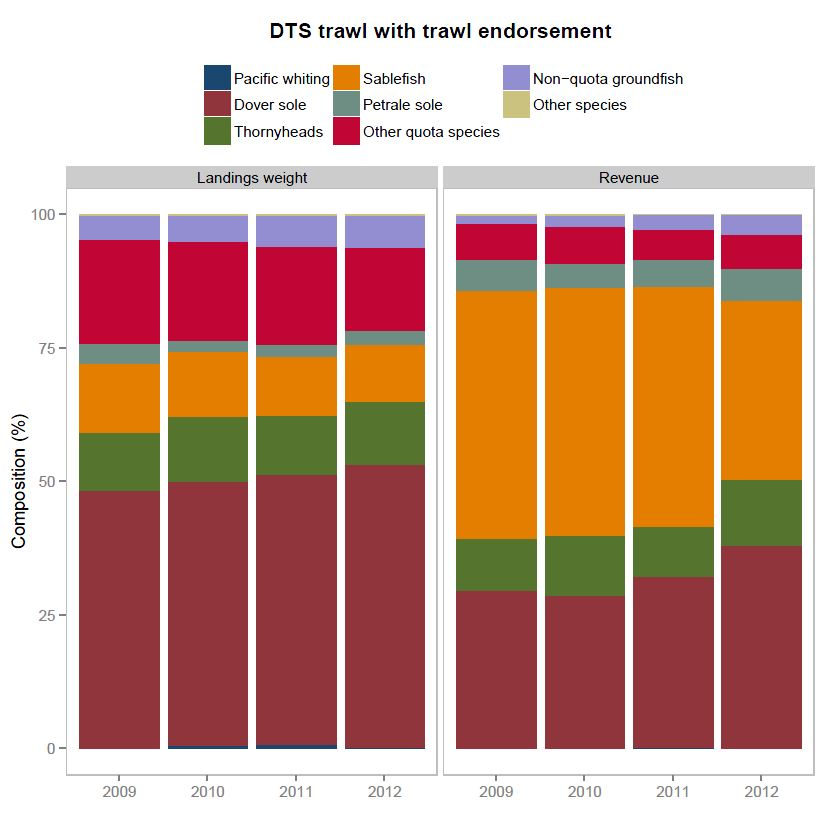 DTS trawl with trawl endorsement
Pacific whiting Sablefish Non−quota groundfish
Dover sole Petrale sole Other species
Thornyheads Other quota species
Landings weight Revenue
Composition (%)
100
75
50
25
0
2009 2010 2011 2012 2009 2010 2011 2012